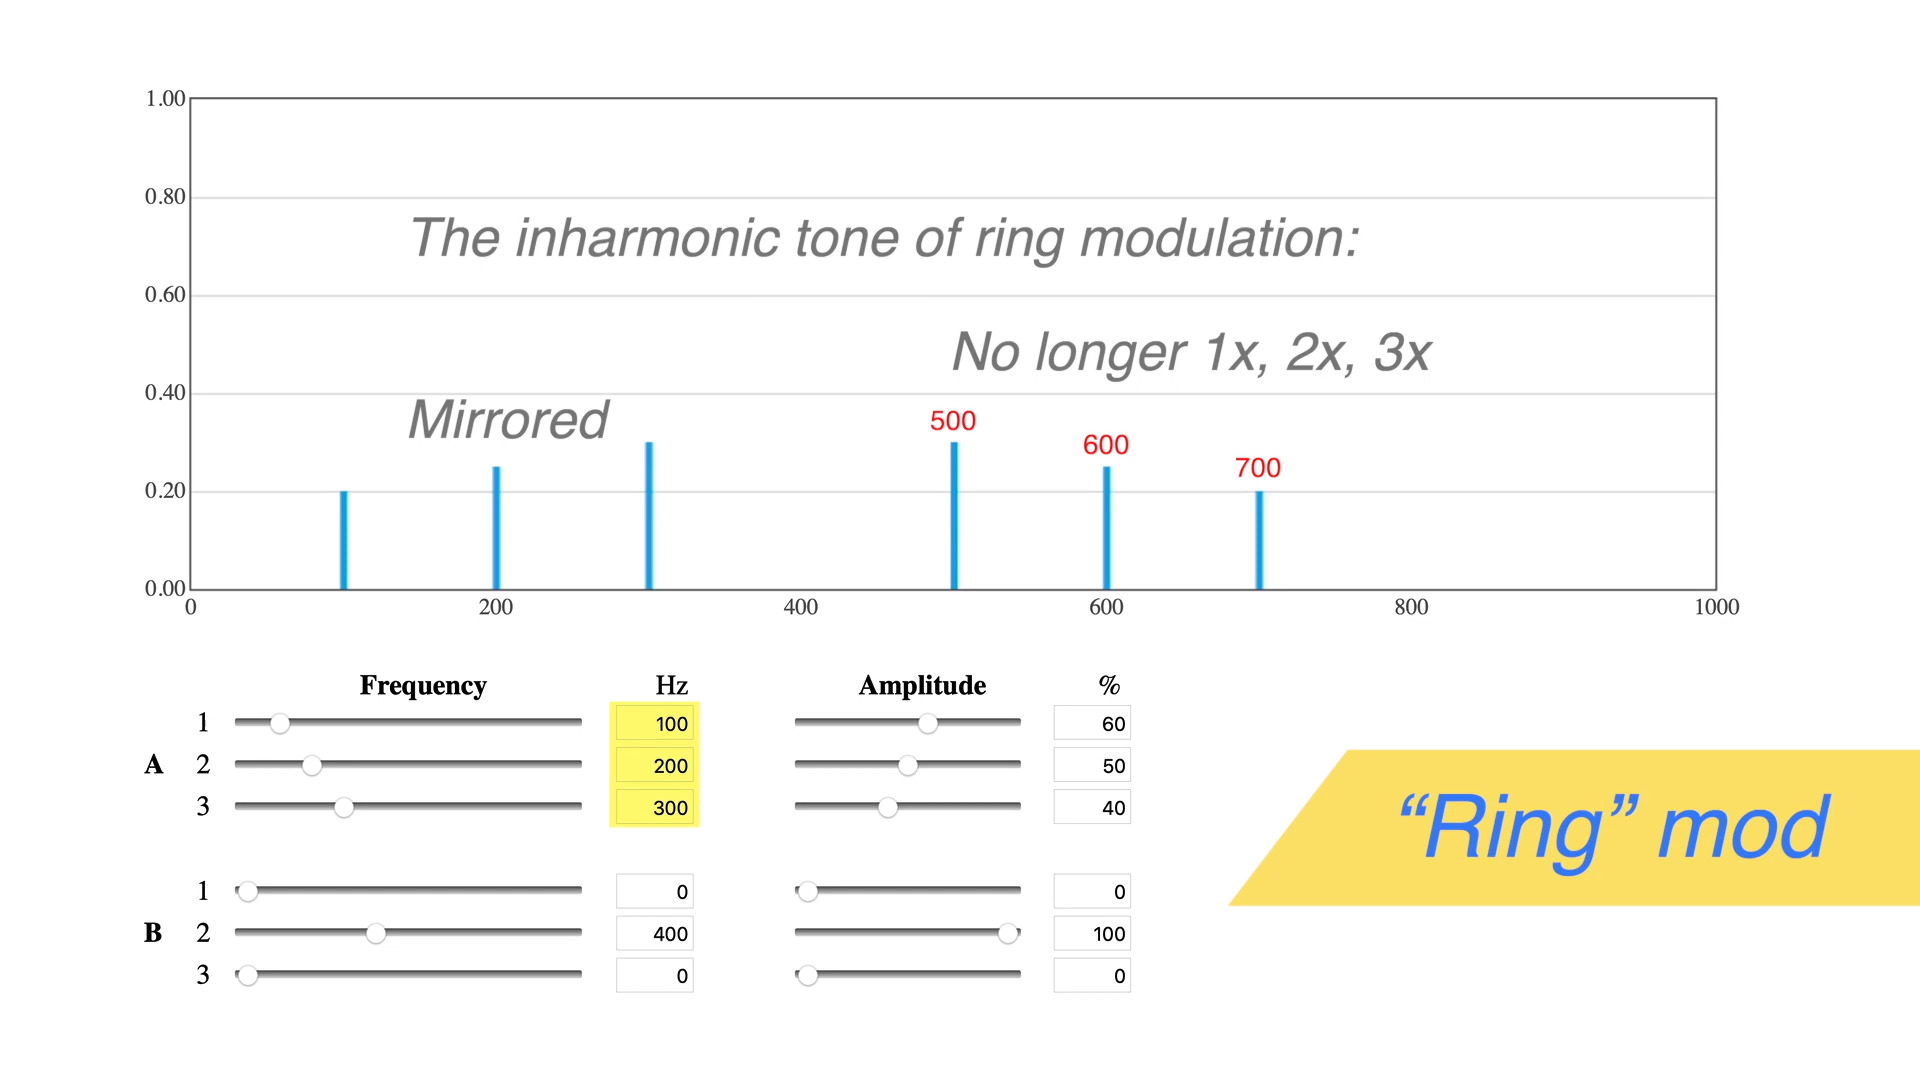 1.00
0.80
The inharmonic tone of ring modulation:
0.60
No longer 1x, 2x, 3x
0.40
Mirrored
500
600
700
0.20
0.00
0 200 400 600 800 1000
Frequency Hz Amplitude %
1 100 60
A 2 200 50
3 300 40
“Ring” mod
1 0 0
B 2 400 100
3 0 0